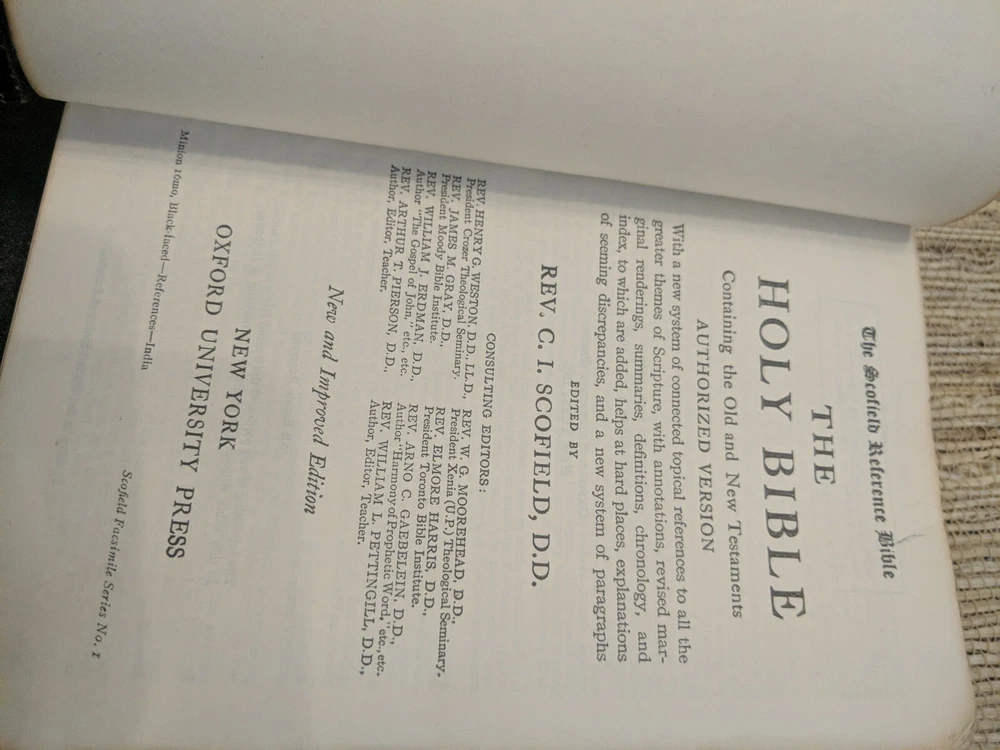 The Scofield Reference Bible
THE
HOLY BIBLE
Containing the Old and New Testaments
AUTHORIZED VERSION
With a new system of connected topical references to all the
greater themes of Scripture, with annotations, revised mar-
ginal renderings, summaries, definitions, chronology, and
index, to which are added, helps at hard places, explanations
of seeming discrepancies, and a new system of paragraphs
EDITED BY
REV. C. I. SCOFIELD, D.D.
CONSULTING EDITORS:
REV. HENRY G. WESTON, D.D., LL.D.,
President Crozer Theological Seminary.
REV. JAMES M. GRAY, D.D.,
President Moody Bible Institute.
REV. WILLIAM J. ERDMAN, D.D.,
Author "The Gospel of John," etc., etc.
REV. ARTHUR T. PIERSON, D.D.,
Author, Editor, Teacher.
REV. W. G. MOOREHEAD, D.D.,
President Xenia (U.P.) Theological Seminary.
REV. ELMORE HARRIS, D.D.,
President Toronto Bible Institute.
REV. ARNO C. GAEBELEIN, D.D.,
Author "Harmony of Prophetic Word," etc., etc.
REV. WILLIAM L. PETTINGILL, D.D.,
Author, Editor, Teacher.
New and Improved Edition
NEW YORK
OXFORD UNIVERSITY PRESS
Minion 16mo, Black-faced—References—India
Scofield Facsimile Series No. 1